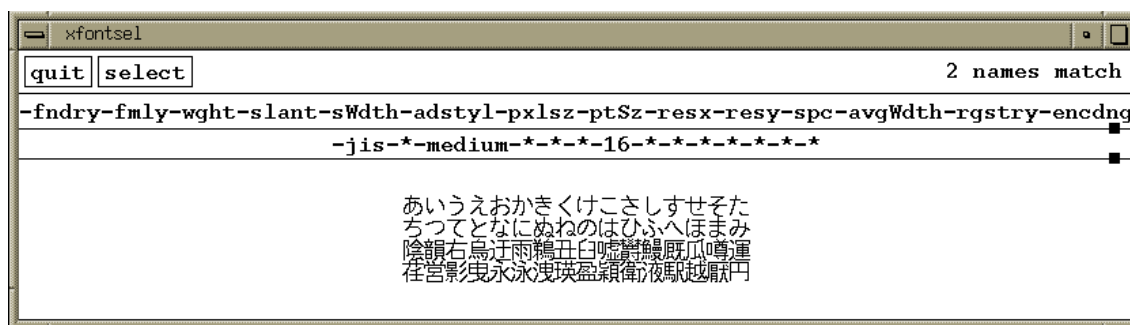 xfontsel
quit select 2 names match
-fndry-fmly-wght-slant-sWdth-adstyl-pxlsz-ptSz-resx-resy-spc-avgWdth-rgstry-encdng
-jis-*-medium-*-*-*-16-*-*-*-*-*-*-*
あいうえおかきくけこさしすせそた
ちつてとなにぬねのはひふへほまみ
陰韻右烏迂雨鵜丑臼嘘欝鰻厩瓜噂運
荏営影曳永泳洩瑛盈穎衛液駅越厭円